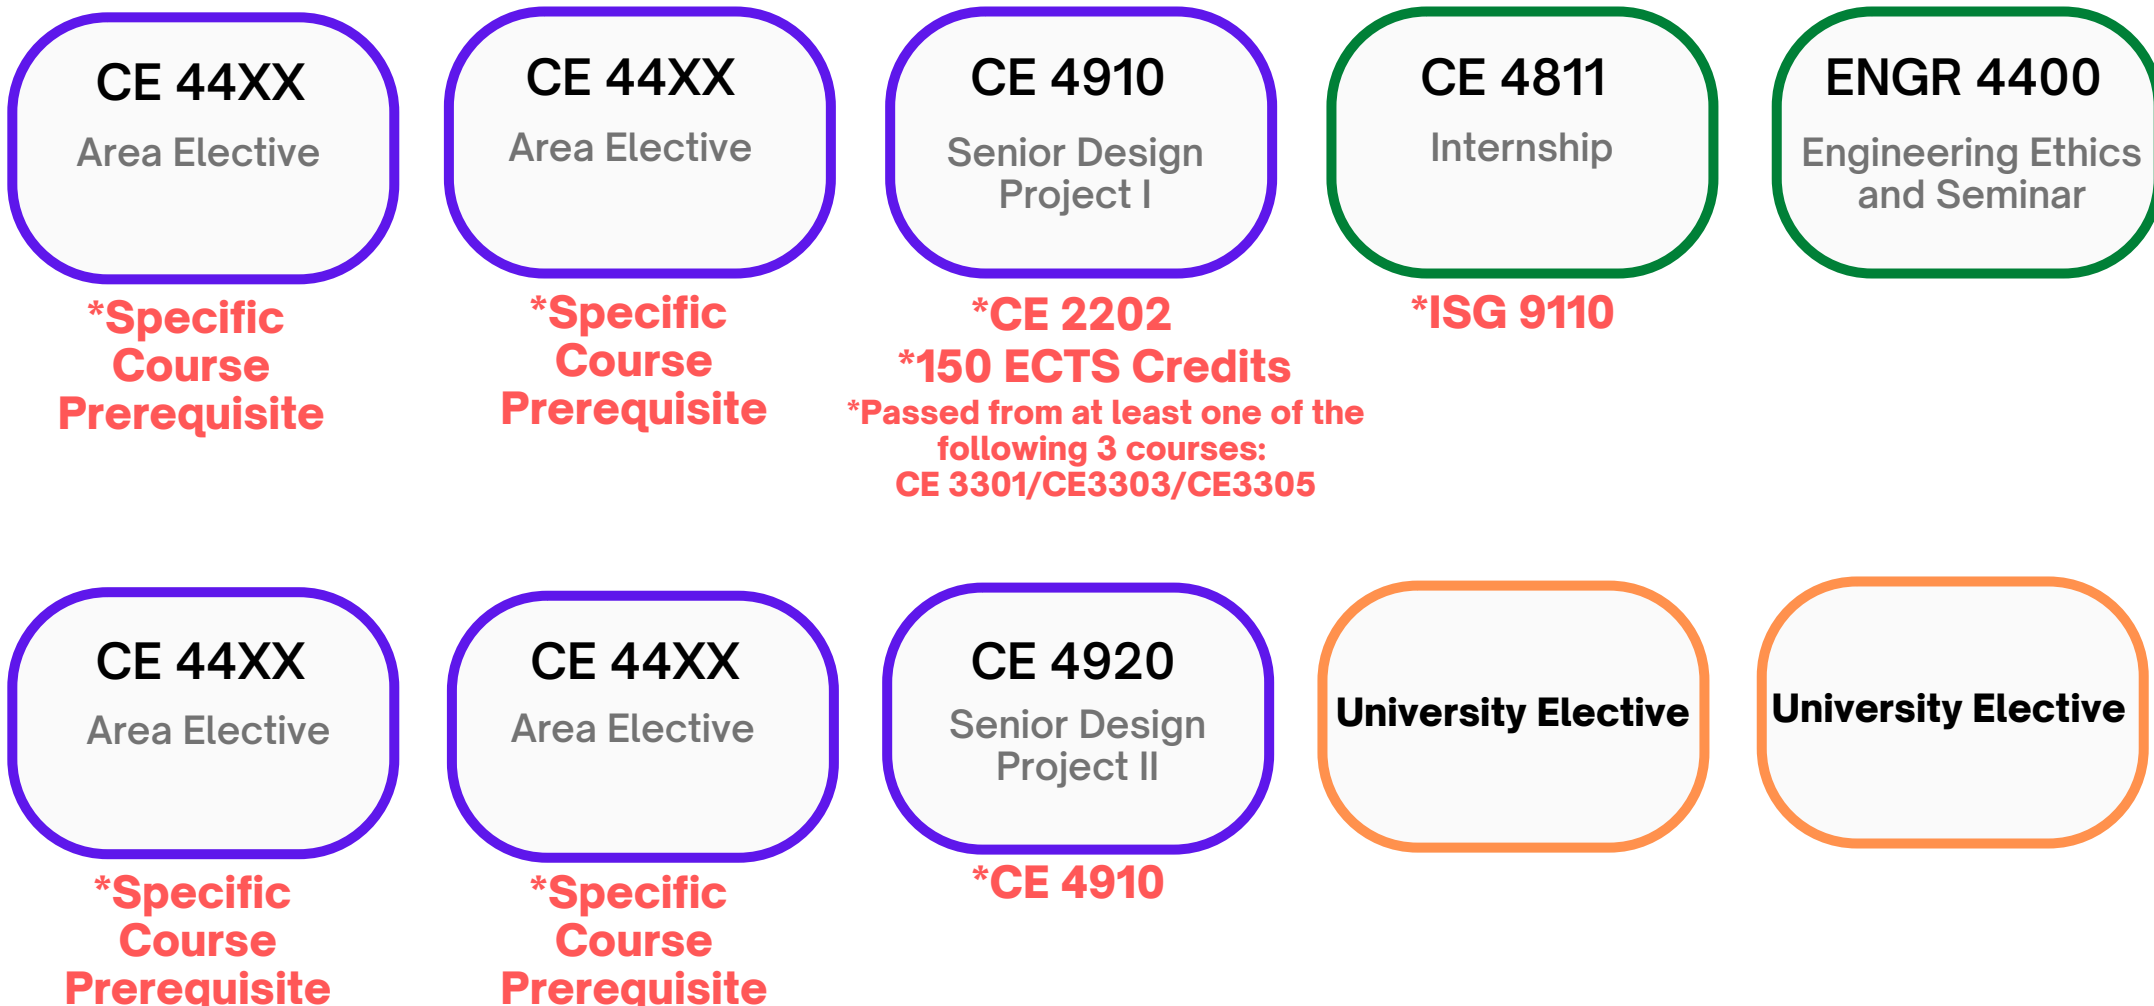 CE 44XX
Area Elective
*Specific
Course
Prerequisite
CE 44XX
Area Elective
*Specific
Course
Prerequisite
CE 4910
Senior Design
Project I
*CE 2202
*150 ECTS Credits
*Passed from at least one of the
following 3 courses:
CE 3301/CE3303/CE3305
CE 4811
Internship
*ISG 9110
ENGR 4400
Engineering Ethics
and Seminar
CE 44XX
Area Elective
*Specific
Course
Prerequisite
CE 44XX
Area Elective
*Specific
Course
Prerequisite
CE 4920
Senior Design
Project II
*CE 4910
University Elective
University Elective